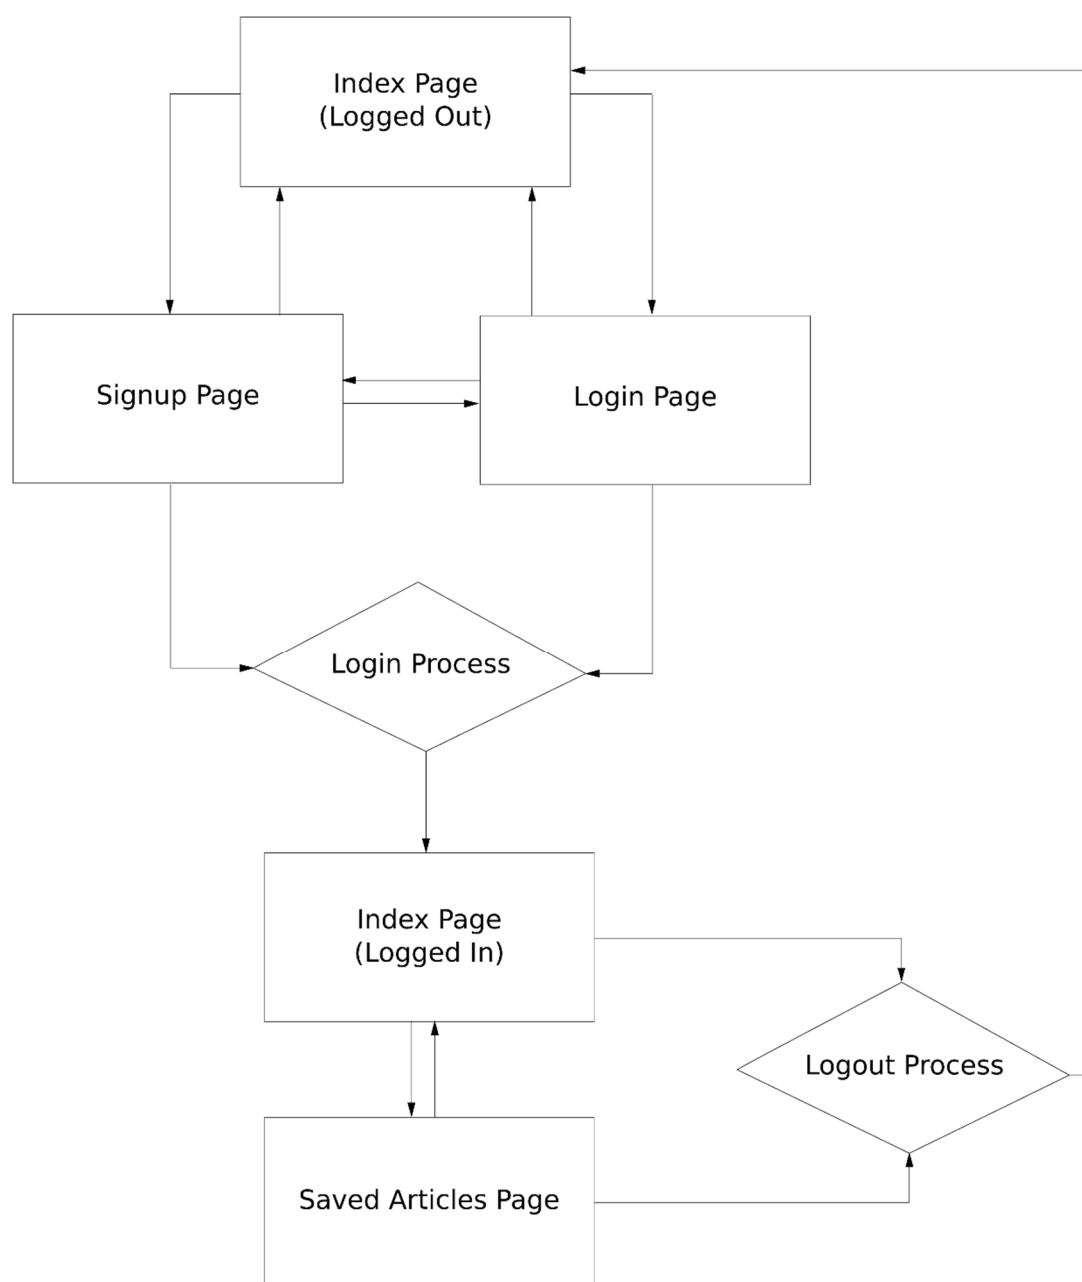 Index Page
(Logged Out)
Signup Page
Login Page
Login Process
Index Page
(Logged In)
Logout Process
Saved Articles Page